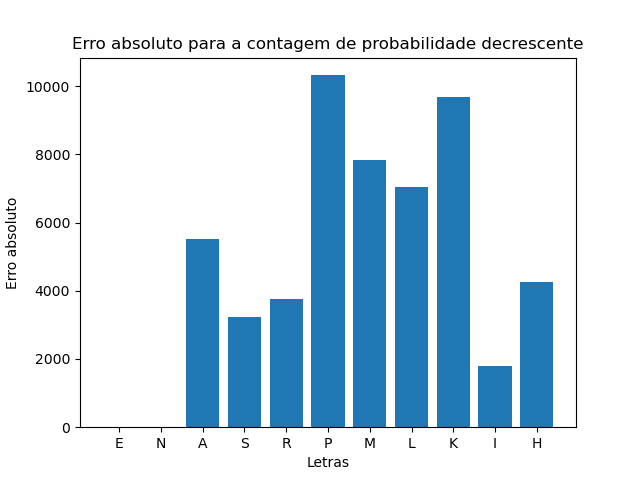 Erro absoluto para a contagem de probabilidade decrescente
10000
8000
6000
4000
2000
0
Erro absoluto
E N A S R P M L K I H
Letras